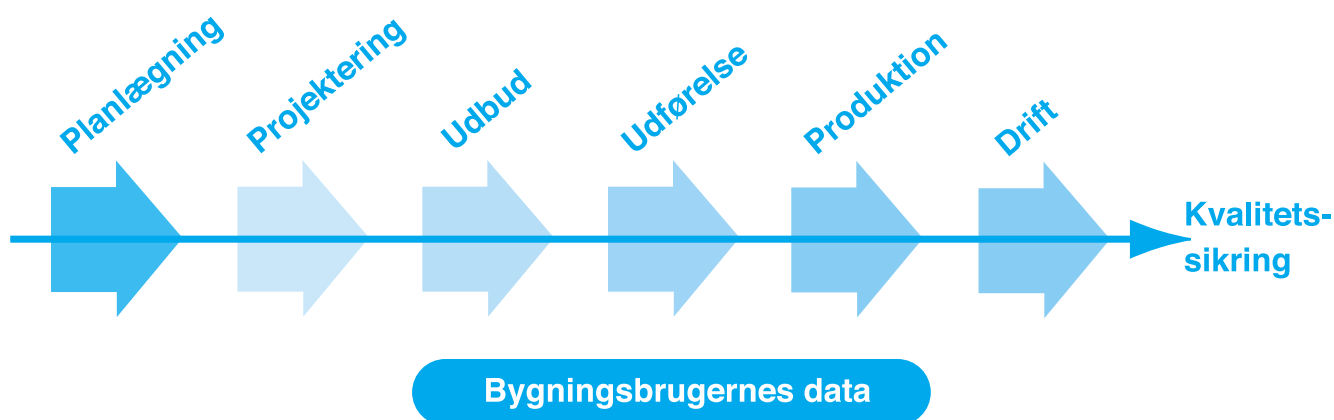 Planlægning
Projektering
Udbud
Udførelse
Produktion
Drift
Kvalitets-
sikring
Bygningsbrugernes data